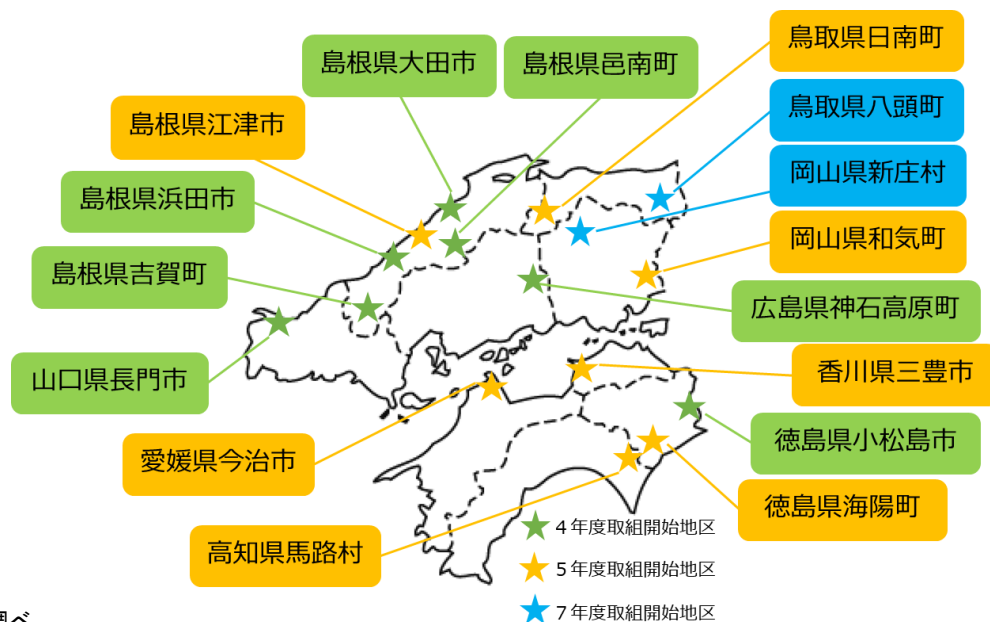 島根県大田市
島根県邑南町
鳥取県日南町
島根県江津市
鳥取県八頭町
岡山県新庄村
島根県浜田市
岡山県和気町
島根県吉賀町
広島県神石高原町
山口県長門市
香川県三豊市
徳島県小松島市
愛媛県今治市
徳島県海陽町
高知県馬路村
4年度取組開始地区
5年度取組開始地区
7年度取組開始地区
調べ